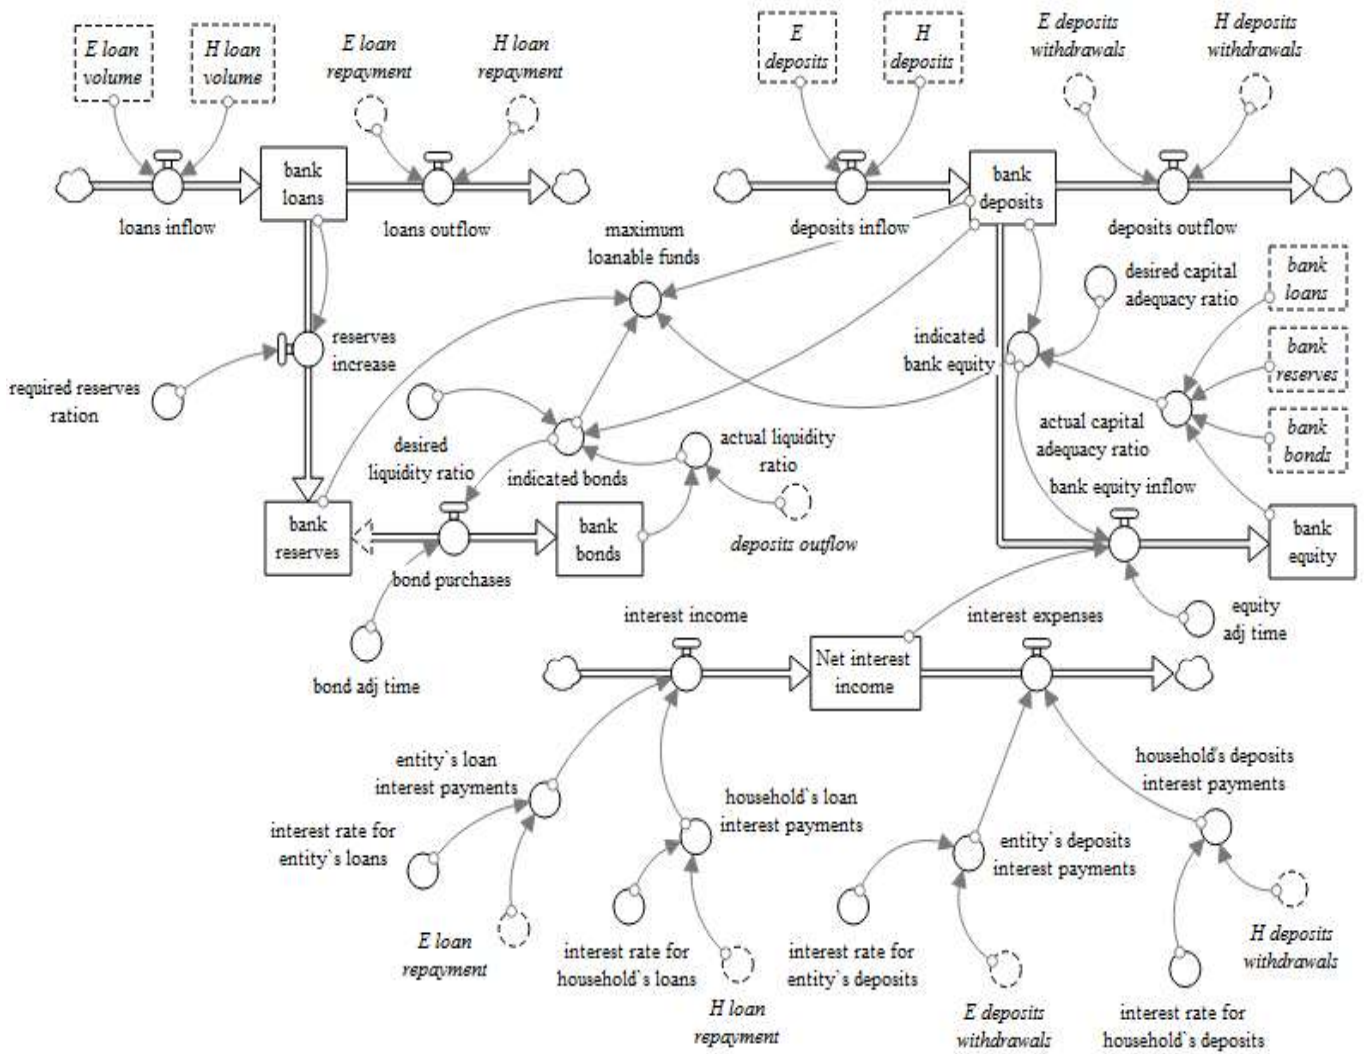 E loan
volume
H loan
volume
E loan
repayment
H loan
repayment
E
deposits
H
deposits
E deposits
withdrawals
H deposits
withdrawals
bank
loans
loans inflow
loans outflow
maximum
loanable funds
bank
deposits
deposits inflow
deposits outflow
desired capital
adequacy ratio
bank
loans
reserves
increase
indicated
bank equity
bank
reserves
required reserves
ration
desired
liquidity ratio
indicated bonds
actual liquidity
ratio
actual capital
adequacy ratio
bank
bonds
bank equity inflow
bank
reserves
bank
bonds
deposits outflow
bank
equity
bond purchases
bond adj time
interest income
interest expenses
equity
adj time
Net interest
income
entity`s loan
interest payments
household`s loan
interest payments
household's deposits
interest payments
interest rate for
entity`s loans
entity`s deposits
interest payments
E loan
repayment
interest rate for
household`s loans
interest rate for
entity`s deposits
H deposits
withdrawals
H loan
repayment
E deposits
withdrawals
interest rate for
household`s deposits